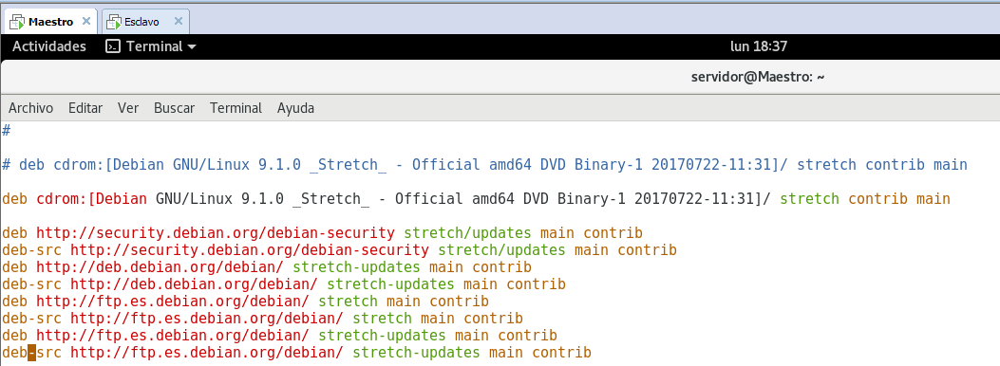 Maestro × Esclavo ×
Actividades Terminal lun 18:37
servidor@Maestro: ~
Archivo Editar Ver Buscar Terminal Ayuda
#
# deb cdrom:[Debian GNU/Linux 9.1.0 _Stretch_ - Official amd64 DVD Binary-1 20170722-11:31]/ stretch contrib main
deb cdrom:[Debian GNU/Linux 9.1.0 _Stretch_ - Official amd64 DVD Binary-1 20170722-11:31]/ stretch contrib main
deb http://security.debian.org/debian-security stretch/updates main contrib
deb-src http://security.debian.org/debian-security stretch/updates main contrib
deb http://deb.debian.org/debian/ stretch-updates main contrib
deb-src http://deb.debian.org/debian/ stretch-updates main contrib
deb http://ftp.es.debian.org/debian/ stretch main contrib
deb-src http://ftp.es.debian.org/debian/ stretch main contrib
deb http://ftp.es.debian.org/debian/ stretch-updates main contrib
deb-src http://ftp.es.debian.org/debian/ stretch-updates main contrib